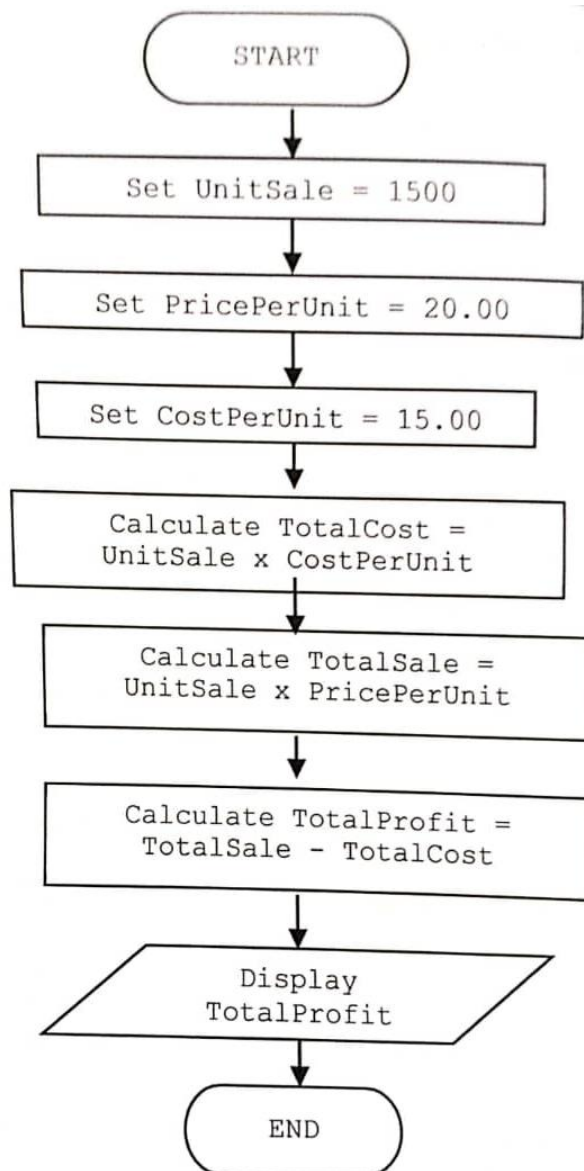 START
Set UnitSale = 1500
Set PricePerUnit = 20.00
Set CostPerUnit = 15.00
Calculate TotalCost =
UnitSale x CostPerUnit
Calculate TotalSale =
UnitSale x PricePerUnit
Calculate TotalProfit =
TotalSale - TotalCost
Display
TotalProfit
END